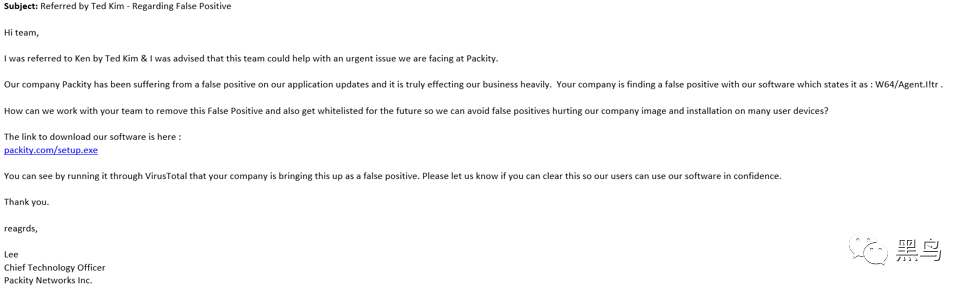 Subject: Referred by Ted Kim - Regarding False Positive
Hi team,
I was referred to Ken by Ted Kim & I was advised that this team could help with an urgent issue we are facing at Packity.
Our company Packity has been suffering from a false positive on our application updates and it is truly effecting our business heavily.  Your company is finding a false positive with our software which states it as : W64/Agent.I!tr .
How can we work with your team to remove this False Positive and also get whitelisted for the future so we can avoid false positives hurting our company image and installation on many user devices?
The link to download our software is here :
packity.com/setup.exe
You can see by running it through VirusTotal that your company is bringing this up as a false positive. Please let us know if you can clear this so our users can use our software in confidence.
Thank you.
reagrds,
Lee
Chief Technology Officer
Packity Networks Inc.
黑鸟